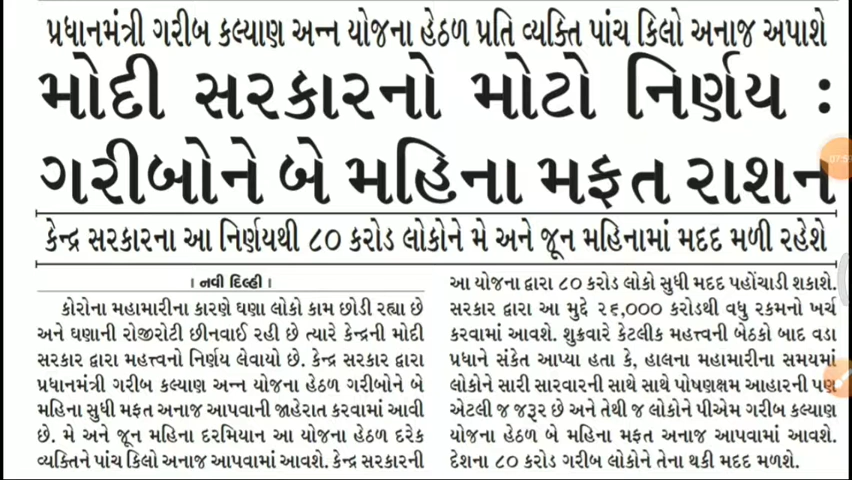 પ્રધાનમંત્રી ગરીબ કલ્યાણ અન્ન યોજના હેઠળ પ્રતિ વ્યક્તિ પાંચ કિલો અનાજ અપાશે
મોદી સરકારનો મોટો નિર્ણય :
ગરીબોને બે મહિના મફત રાશન
કેન્દ્ર સરકારના આ નિર્ણયથી ૮૦ કરોડ લોકોને મે અને જૂન મહિનામાં મદદ મળી રહેશે
। નવી દિલ્હી ।
કોરોના મહામારીના કારણે ઘણા લોકો કામ છોડી રહ્યા છે
અને ઘણાની રોજીરોટી છીનવાઈ રહી છે ત્યારે કેન્દ્રની મોદી
સરકાર દ્વારા મહત્ત્વનો નિર્ણય લેવાયો છે. કેન્દ્ર સરકાર દ્વારા
પ્રધાનમંત્રી ગરીબ કલ્યાણ અન્ન યોજના હેઠળ ગરીબોને બે
મહિના સુધી મફત અનાજ આપવાની જાહેરાત કરવામાં આવી
છે. મે અને જૂન મહિના દરમિયાન આ યોજના હેઠળ દરેક
વ્યક્તિને પાંચ કિલો અનાજ આપવામાં આવશે. કેન્દ્ર સરકારની
આ યોજના દ્વારા ૮૦ કરોડ લોકો સુધી મદદ પહોંચાડી શકાશે.
સરકાર દ્વારા આ મુદ્દે ૨૬,૦૦૦ કરોડથી વધુ રકમનો ખર્ચ
કરવામાં આવશે. શુક્રવારે કેટલીક મહત્ત્વની બેઠકો બાદ વડા
પ્રધાને સંકેત આપ્યા હતા કે, હાલના મહામારીના સમયમાં
લોકોને સારી સારવારની સાથે સાથે પોષણક્ષમ આહારની પણ
એટલી જ જરૂર છે અને તેથી જ લોકોને પીએમ ગરીબ કલ્યાણ
યોજના હેઠળ બે મહિના મફત અનાજ આપવામાં આવશે.
દેશના ૮૦ કરોડ ગરીબ લોકોને તેના થકી મદદ મળશે.